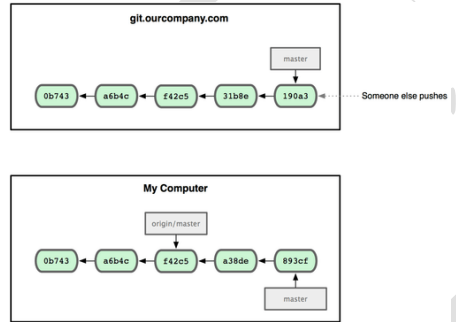 git.ourcompany.com
master
0b743 a6b4c f42c5 31b8e 190a3 Someone else pushes
My Computer
origin/master
0b743 a6b4c f42c5 a38de 893cf
master